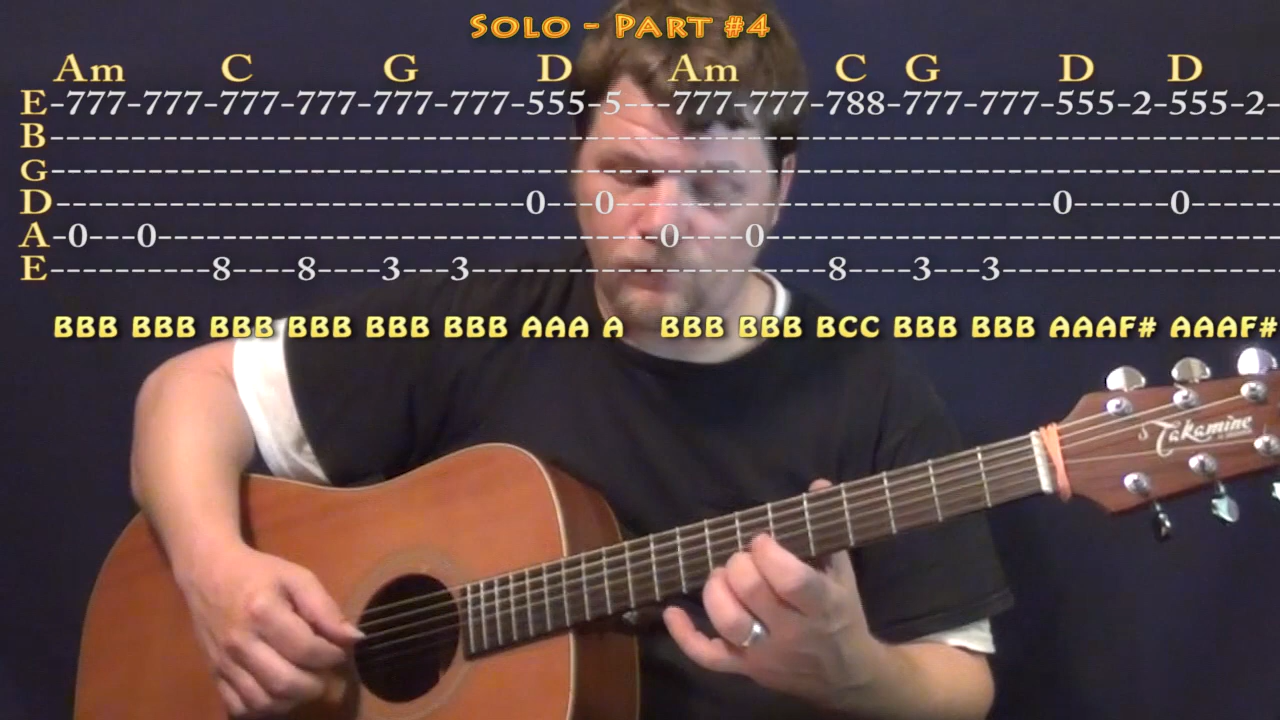 Solo - Part #4
Am C G D Am C G D D
E-777-777-777-777-777-777-555-5---777-777-788-777-777-555-2-555-2-
B-----------------------------------------------------------------
G-----------------------------------------------------------------
D------------------------------0---0---------------------------0------0-----
A-0---0------------------------------0----0------------------------------
E----------8----8----3---3----------------------8----3---3----------------
BBB BBB BBB BBB BBB BBB AAA A BBB BBB BCC BBB BBB AAAF# AAAF#
Takamine